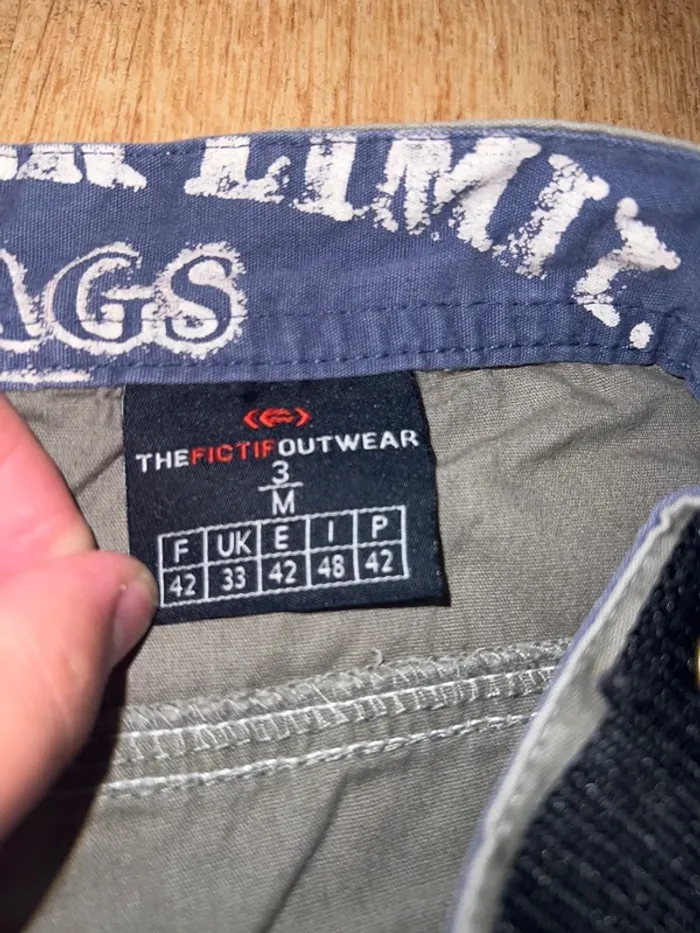 LIMIT.
AGS
THEFICTIFOUTWEAR
3
M
F UK E I P
42 33 42 48 42